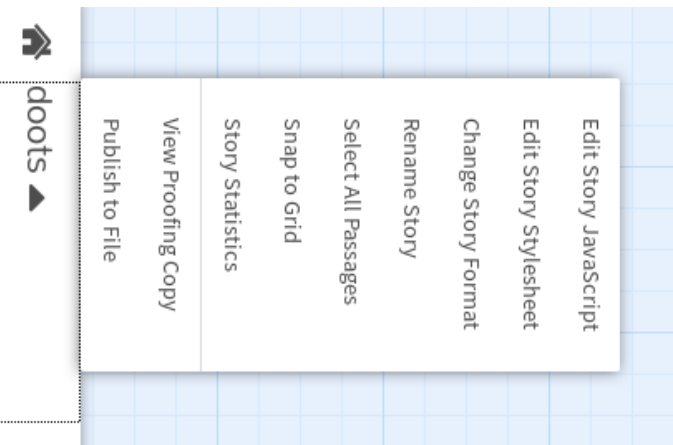 Edit Story JavaScript
Edit Story Stylesheet
Change Story Format
Rename Story
Select All Passages
Snap to Grid
Story Statistics
View Proofing Copy
Publish to File
doots